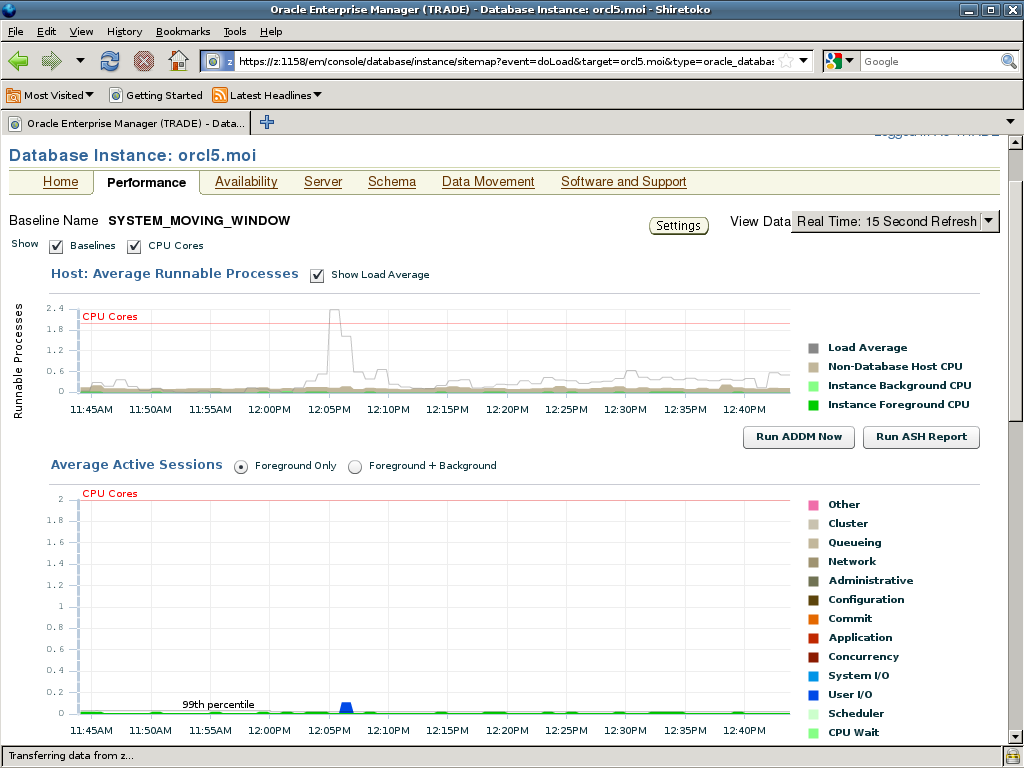 Oracle Enterprise Manager (TRADE) - Database Instance: orcl5.moi - Shiretoko
File Edit View History Bookmarks Tools Help
z https://z:1158/em/console/database/instance/sitemap?event=doLoad&target=orcl5.moi&type=oracle_databas Google
Most Visited Getting Started Latest Headlines
Oracle Enterprise Manager (TRADE) - Data...
Database Instance: orcl5.moi
Home Performance Availability Server Schema Data Movement Software and Support
Baseline Name SYSTEM_MOVING_WINDOW Settings View Data Real Time: 15 Second Refresh
Show Baselines CPU Cores
Host: Average Runnable Processes Show Load Average
Runnable Processes
2.4
CPU Cores
1.8
1.2
0.6
0
11:45AM 11:50AM 11:55AM 12:00PM 12:05PM 12:10PM 12:15PM 12:20PM 12:25PM 12:30PM 12:35PM 12:40PM
Load Average
Non-Database Host CPU
Instance Background CPU
Instance Foreground CPU
Run ADDM Now Run ASH Report
Average Active Sessions Foreground Only Foreground + Background
CPU Cores
2
1.8
1.6
1.4
1.2
1
0.8
0.6
0.4
0.2
0
99th percentile
11:45AM 11:50AM 11:55AM 12:00PM 12:05PM 12:10PM 12:15PM 12:20PM 12:25PM 12:30PM 12:35PM 12:40PM
Other
Cluster
Queueing
Network
Administrative
Configuration
Commit
Application
Concurrency
System I/O
User I/O
Scheduler
CPU Wait
Transferring data from z...